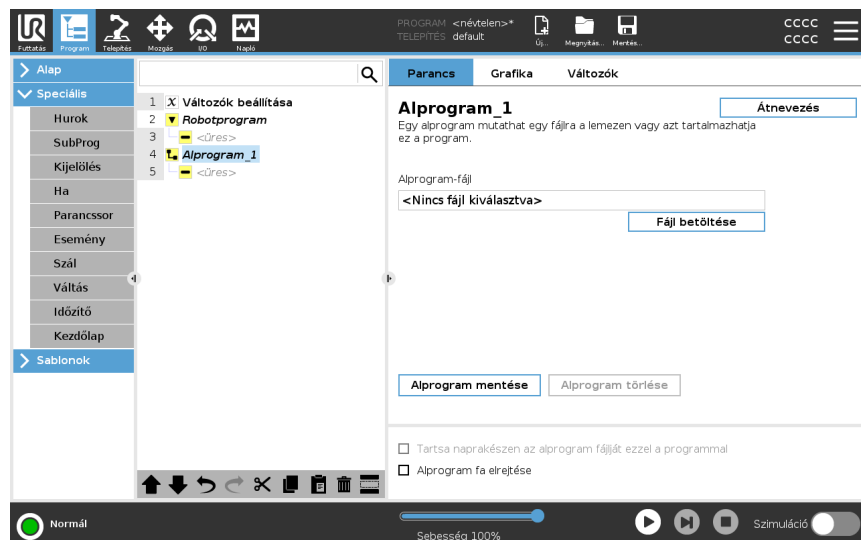 PROGRAM <névtelen>*
TELEPÍTÉS default
cccc
cccc
UR
Futtatás
Program
Telepítés
Mozgás
I/O
Napló
Új...
Megnyitás...
Mentés...
Alap
Speciális
Hurok
SubProg
Kijelölés
Ha
Parancssor
Esemény
Szál
Váltás
Időzítő
Kezdőlap
Sablonok
1 X Változók beállítása
2 Robotprogram
3 <üres>
4 Alprogram_1
5 <üres>
Parancs
Grafika
Változók
Alprogram_1
Átnevezés
Egy alprogram mutathat egy fájlra a lemezen vagy azt tartalmazhatja
ez a program.
Alprogram-fájl
<Nincs fájl kiválasztva>
Fájl betöltése
Alprogram mentése
Alprogram törlése
Tartsa naprakészen az alprogram fájlját ezzel a programmal
Alprogram fa elrejtése
Normál
Sebesség 100%
Szimuláció